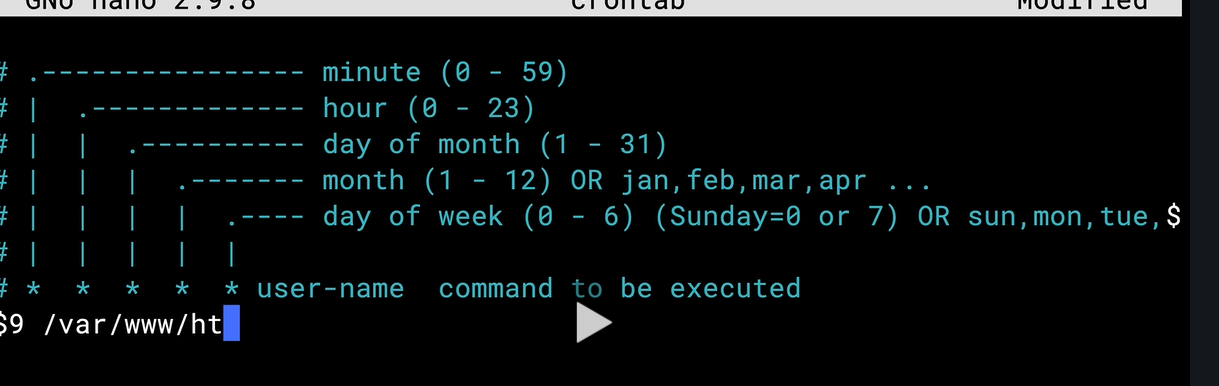 GNU nano 2.9.8 crontab Modified
# .---------------- minute (0 - 59)
# | .------------- hour (0 - 23)
# | | .---------- day of month (1 - 31)
# | | | .------- month (1 - 12) OR jan,feb,mar,apr ...
# | | | | .---- day of week (0 - 6) (Sunday=0 or 7) OR sun,mon,tue,$
# | | | | |
# * * * * * user-name command to be executed
$9 /var/www/ht